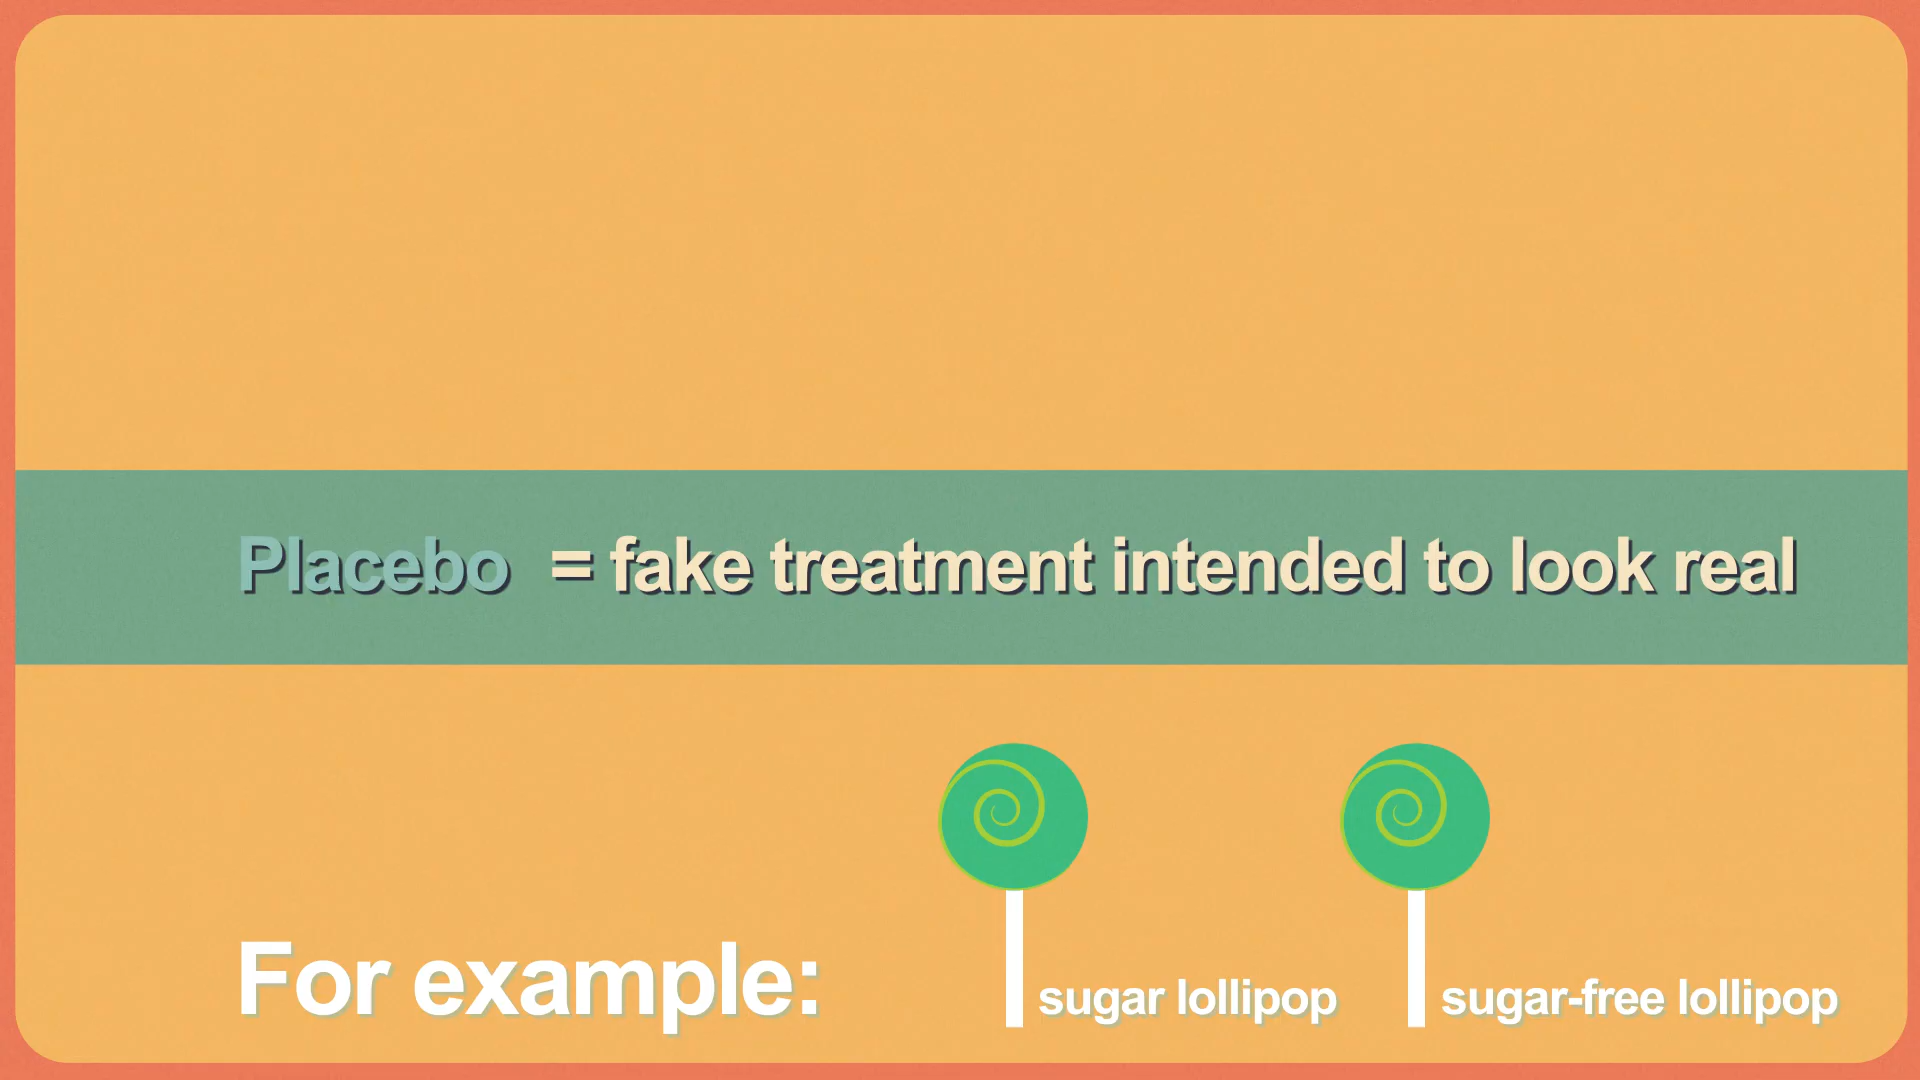 Placebo = fake treatment intended to look real
For example:
sugar lollipop
sugar-free lollipop